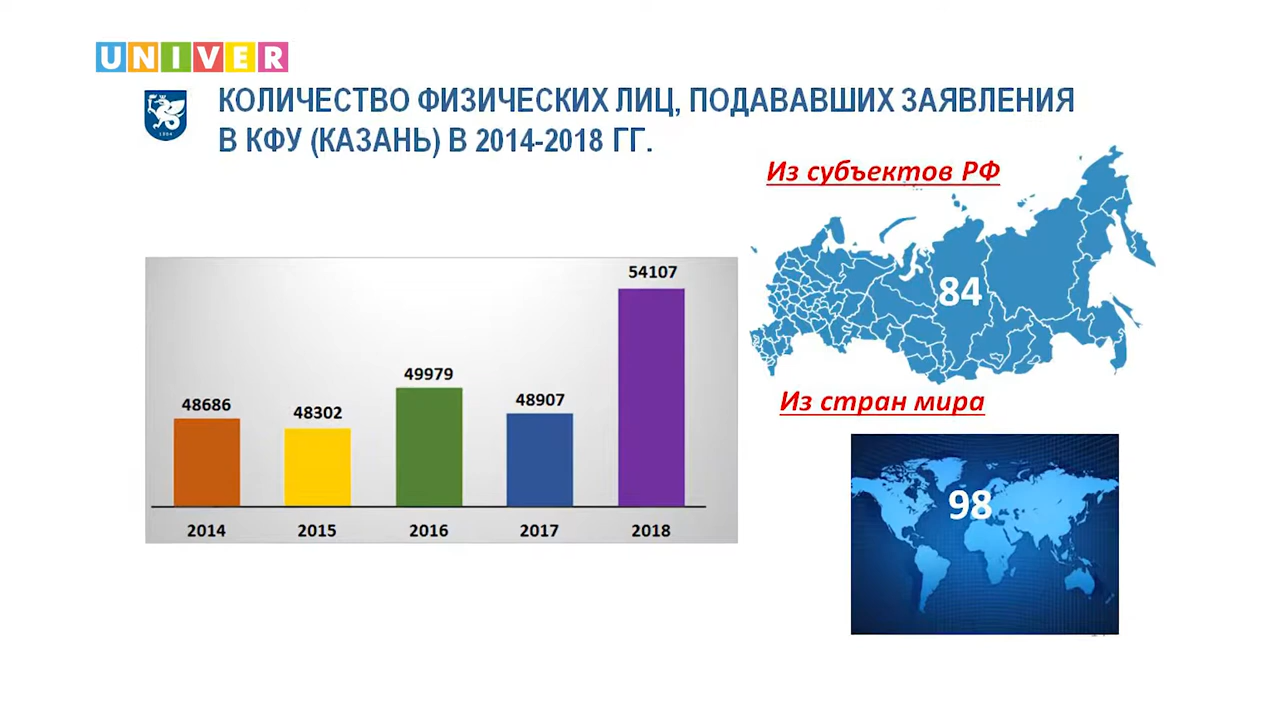 UNIVER
КОЛИЧЕСТВО ФИЗИЧЕСКИХ ЛИЦ, ПОДАВАВШИХ ЗАЯВЛЕНИЯ
В КФУ (КАЗАНЬ) В 2014-2018 ГГ.
Из субъектов РФ
84
54107
49979
48907
48686
48302
2014 2015 2016 2017 2018
Из стран мира
98